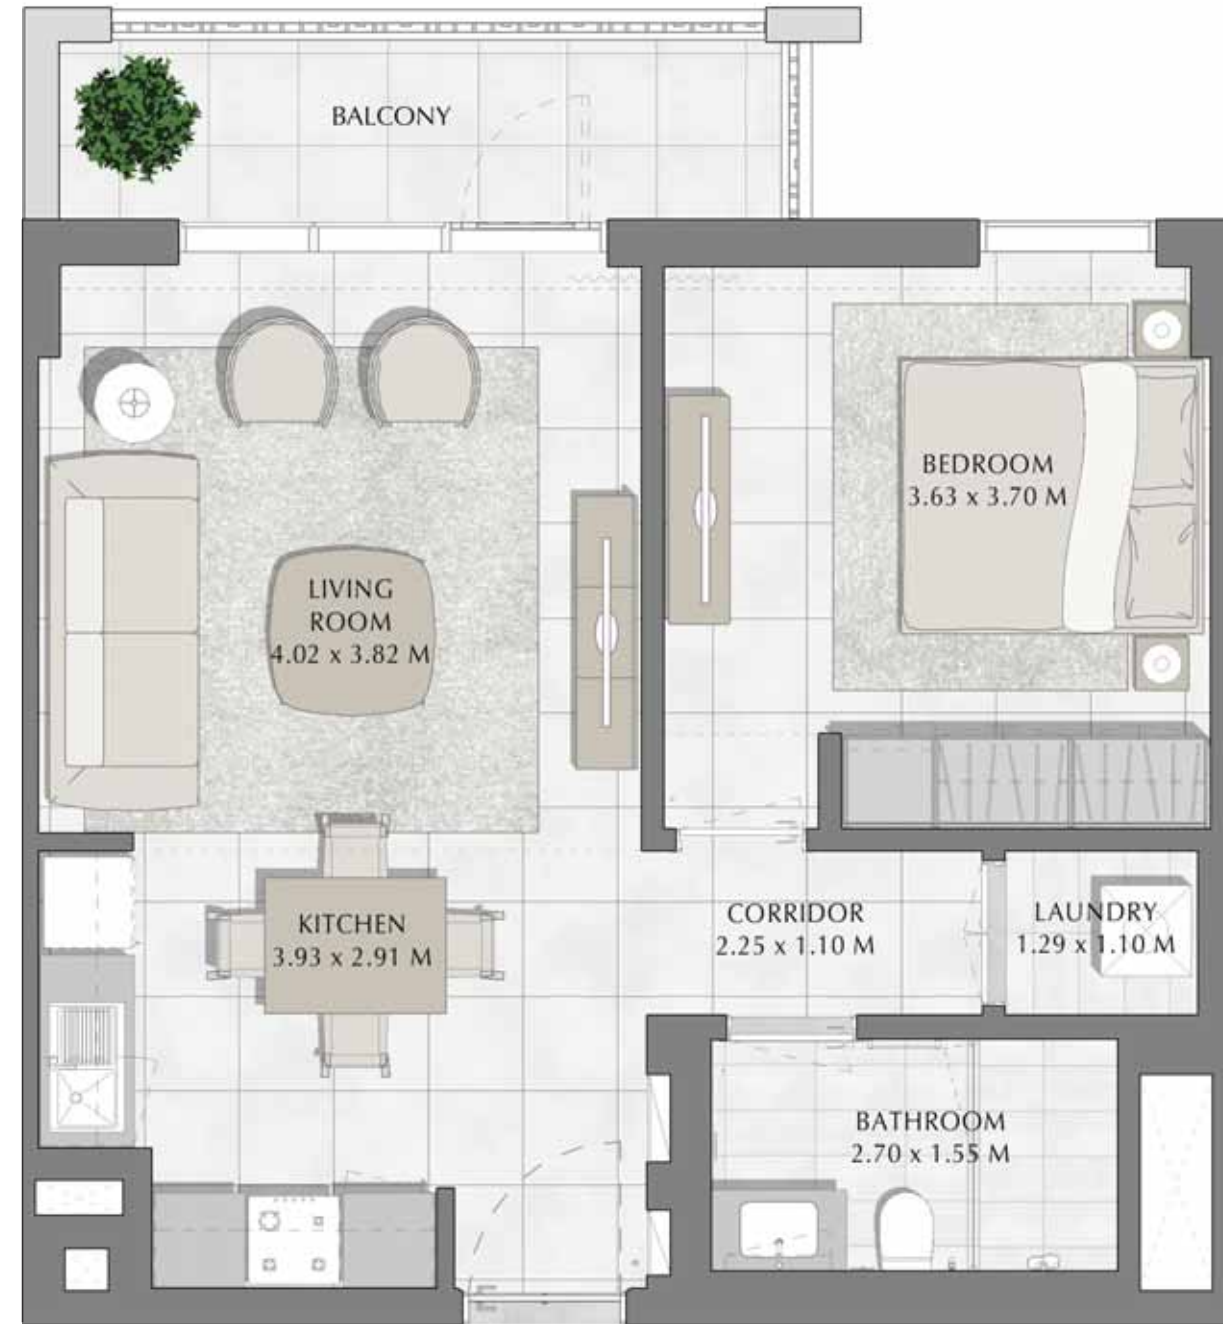 BALCONY
BEDROOM
3.63 x 3.70 M
LIVING
ROOM
4.02 x 3.82 M
KITCHEN
3.93 x 2.91 M
CORRIDOR
2.25 x 1.10 M
LAUNDRY
1.29 x 1.10 M
BATHROOM
2.70 x 1.55 M